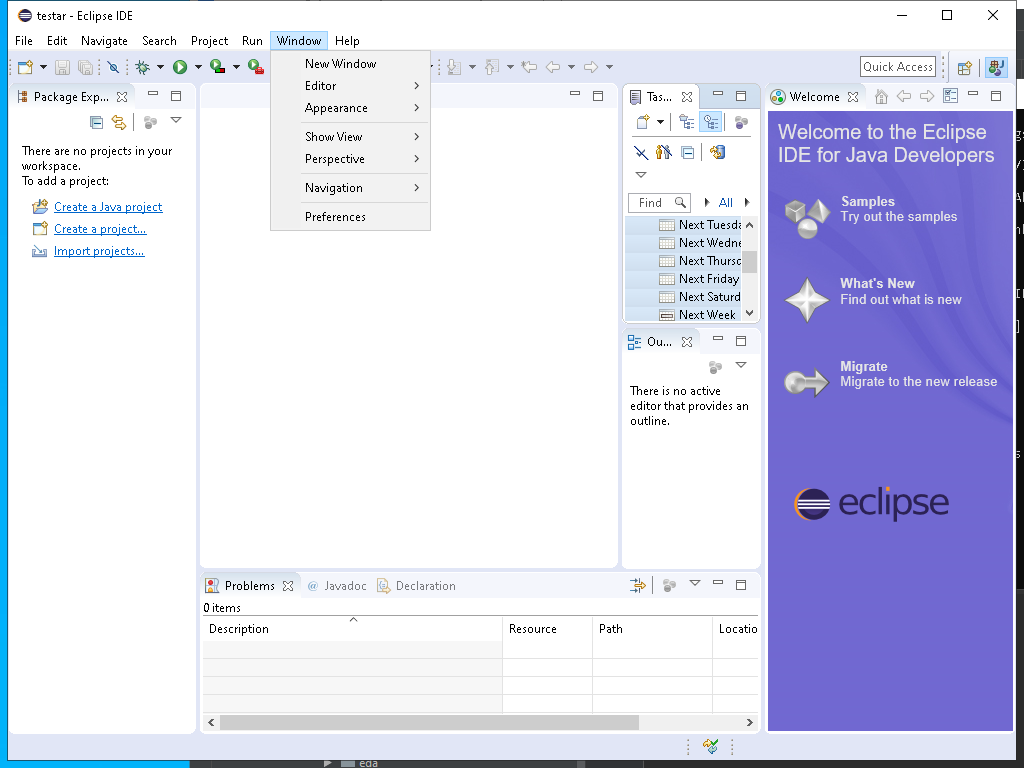 testar - Eclipse IDE
File Edit Navigate Search Project Run Window Help
New Window
Editor
Appearance
Show View
Perspective
Navigation
Preferences
Quick Access
Package Exp...
There are no projects in your
workspace.
To add a project:
Create a Java project
Create a project...
Import projects...
Tas...
Find
All
Next Tuesda
Next Wedne
Next Thursd
Next Friday
Next Saturd
Next Week
Ou...
There is no active
editor that provides an
outline.
Welcome
Welcome to the Eclipse
IDE for Java Developers
Samples
Try out the samples
What's New
Find out what is new
Migrate
Migrate to the new release
eclipse
Problems @ Javadoc Declaration
0 items
Description Resource Path Locatio
eda